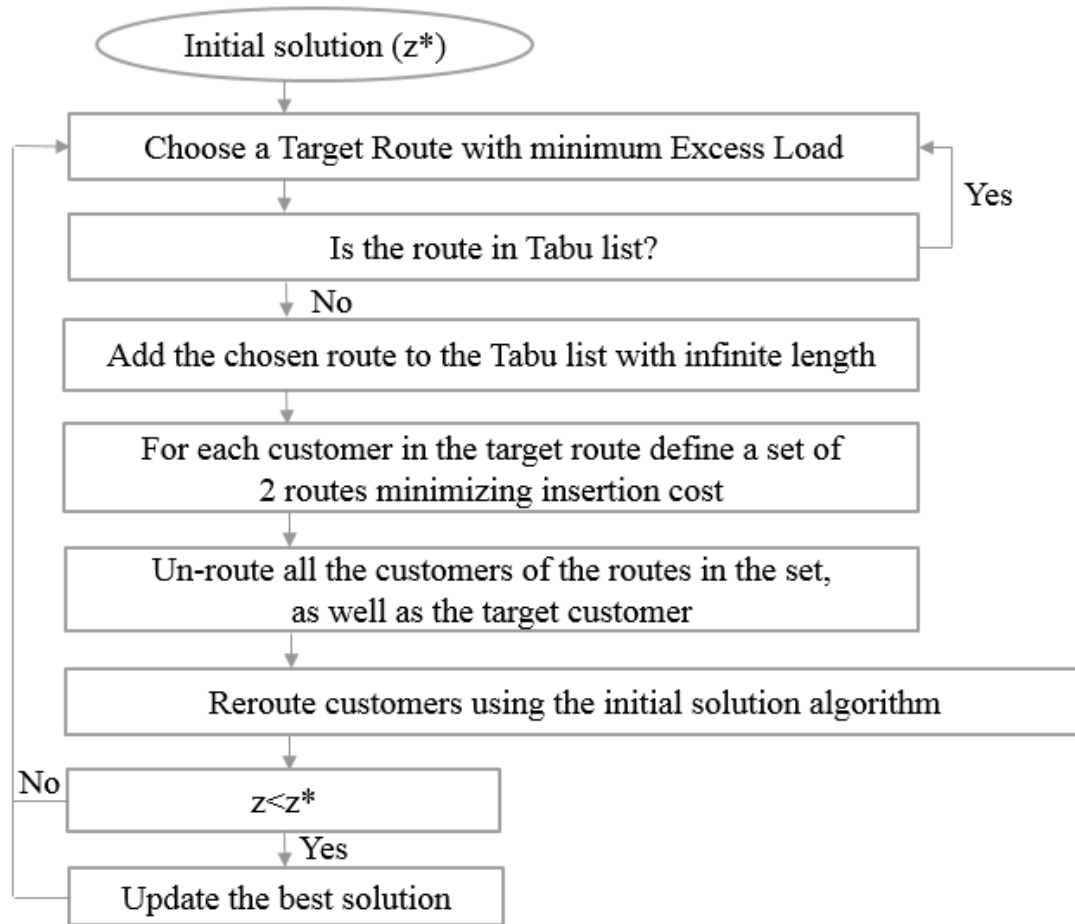 Initial solution (z*)
Choose a Target Route with minimum Excess Load
Yes
Is the route in Tabu list?
No
Add the chosen route to the Tabu list with infinite length
For each customer in the target route define a set of
2 routes minimizing insertion cost
Un-route all the customers of the routes in the set,
as well as the target customer
Reroute customers using the initial solution algorithm
No
z<z*
Yes
Update the best solution